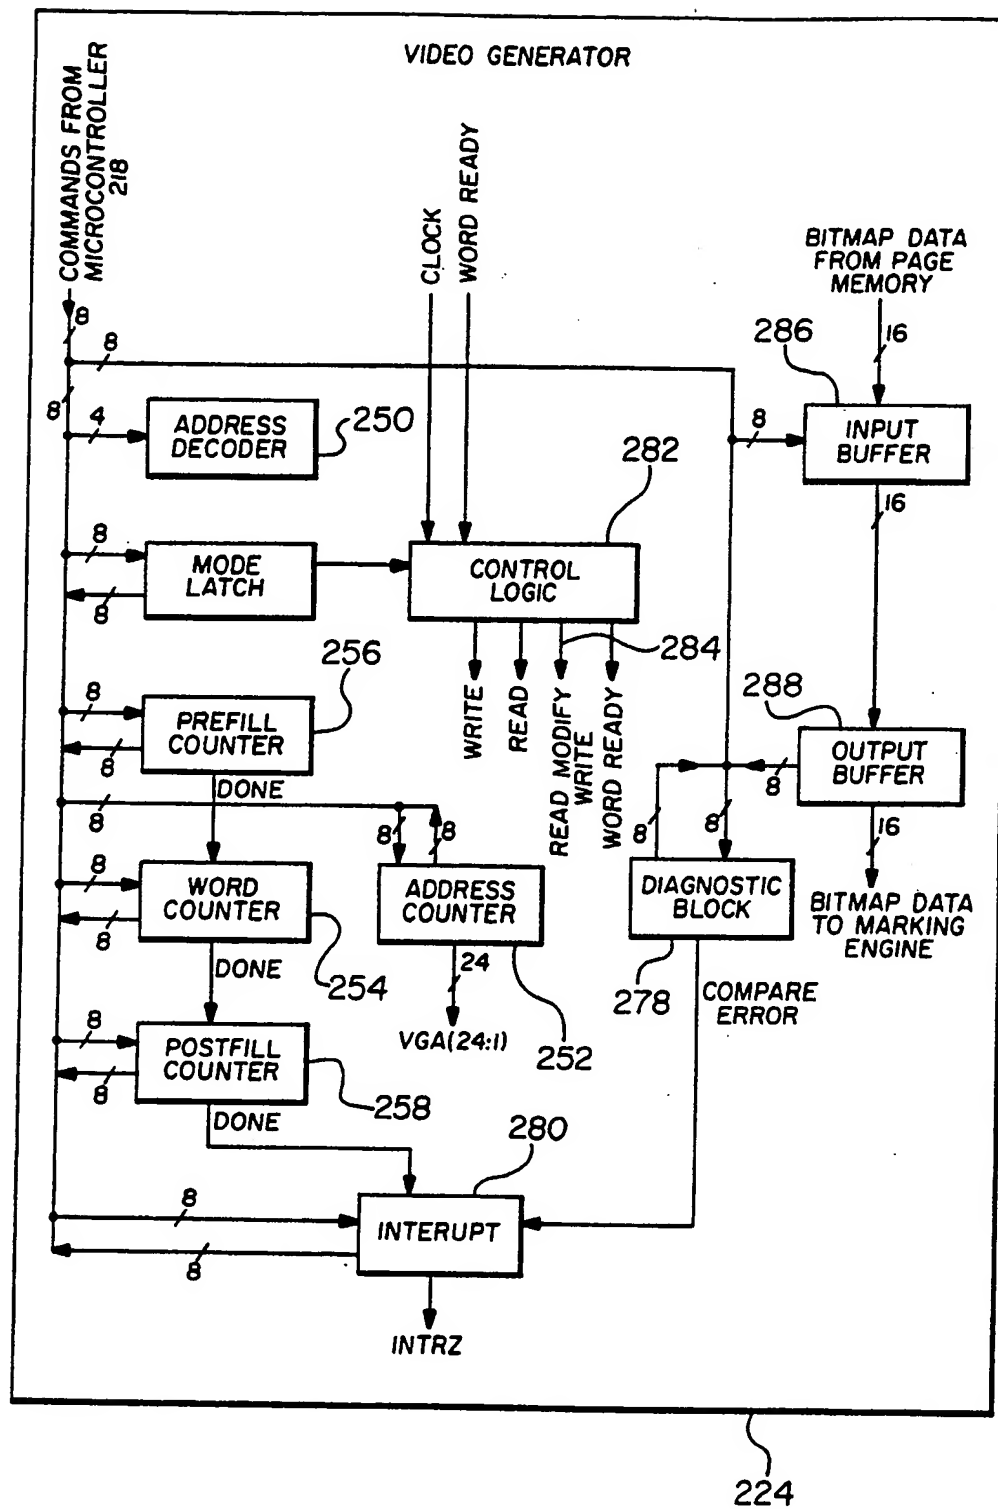 VIDEO GENERATOR
COMMANDS FROM
MICROCONTROLLER
218
CLOCK
WORD READY
BITMAP DATA
FROM PAGE
MEMORY
8
8
8
16
286
4
ADDRESS
DECODER
250
8
INPUT
BUFFER
282
16
8
MODE
LATCH
8
CONTROL
LOGIC
284
WRITE
READ
READ MODIFY
WRITE
WORD READY
256
8
PREFILL
COUNTER
8
DONE
288
OUTPUT
BUFFER
8
8
8
8
8
8
16
8
WORD
COUNTER
8
254
ADDRESS
COUNTER
DIAGNOSTIC
BLOCK
BITMAP DATA
TO MARKING
ENGINE
DONE
24
278
COMPARE
ERROR
VGA(24:1)
252
8
POSTFILL
COUNTER
8
258
DONE
280
8
INTERUPT
8
INTRZ
224